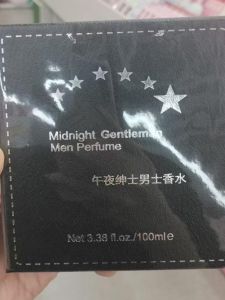 Midnight Gentleman
Men Perfume
午夜绅士男士香水
Net 3.38 fl.oz./100ml℮